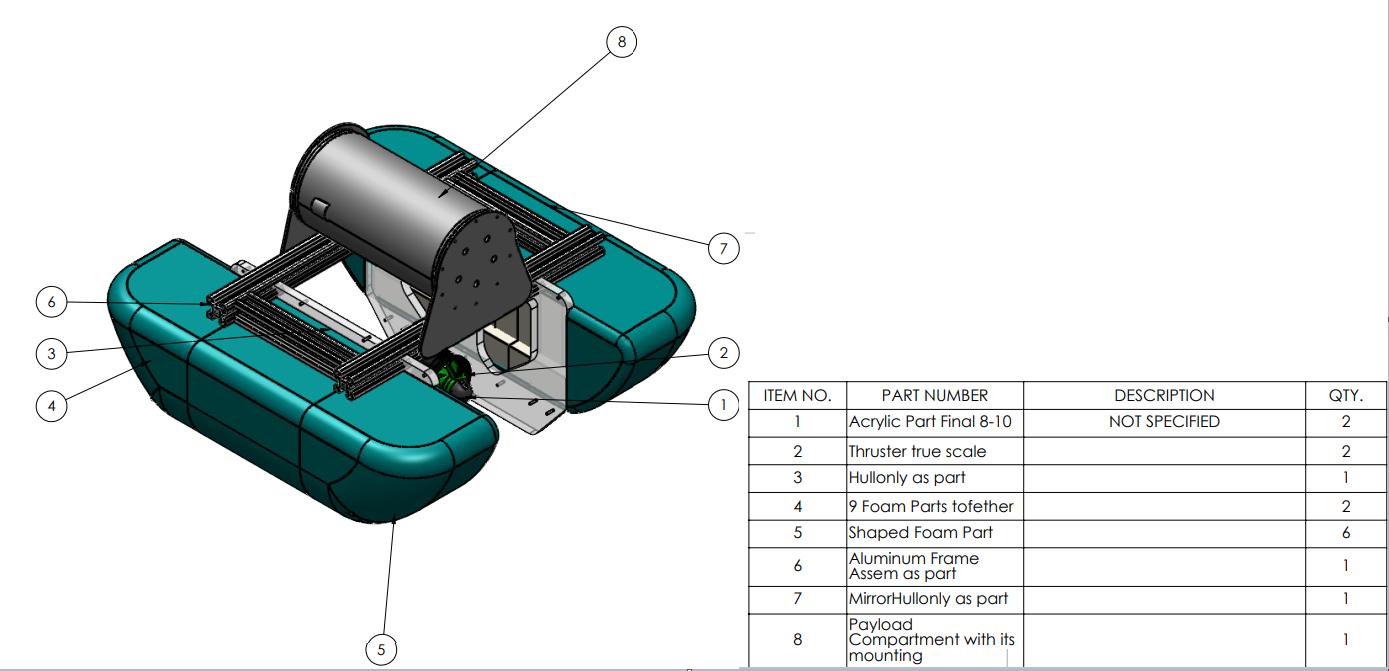 8
7
6
3
2
4
1
5
ITEM NO. PART NUMBER DESCRIPTION QTY.
1 Acrylic Part Final 8-10 NOT SPECIFIED 2
2 Thruster true scale 2
3 Hullonly as part 1
4 9 Foam Parts tofether 2
5 Shaped Foam Part 6
6 Aluminum Frame
Assem as part 1
7 MirrorHullonly as part 1
8 Payload
Compartment with its
mounting 1